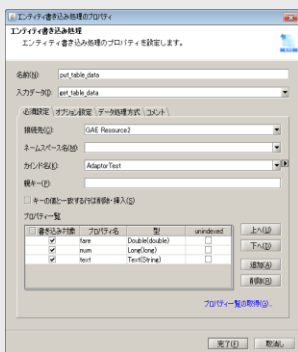 エンティティ書き込み処理のプロパティ
エンティティ書き込み処理
エンティティ書き込み処理のプロパティを設定します。
名前(N): put_table_data
入力データ(I): get_table_data
必須設定 オプション設定 データ処理方式 コメント
接続先(G): GAE Resource2
ネームスペース名(M):
カインド名(K): AdaptorTest
親キー(P):
キーの値と一致する行は削除・挿入(S)
プロパティ一覧
書き込み対象 プロパティ名 型 unindexed
fare Double(double)
num Long(long)
text Text(String)
上へ(U)
下へ(D)
追加(A)
削除(R)
プロパティ一覧の取得(G)..
完了(F) 取消し